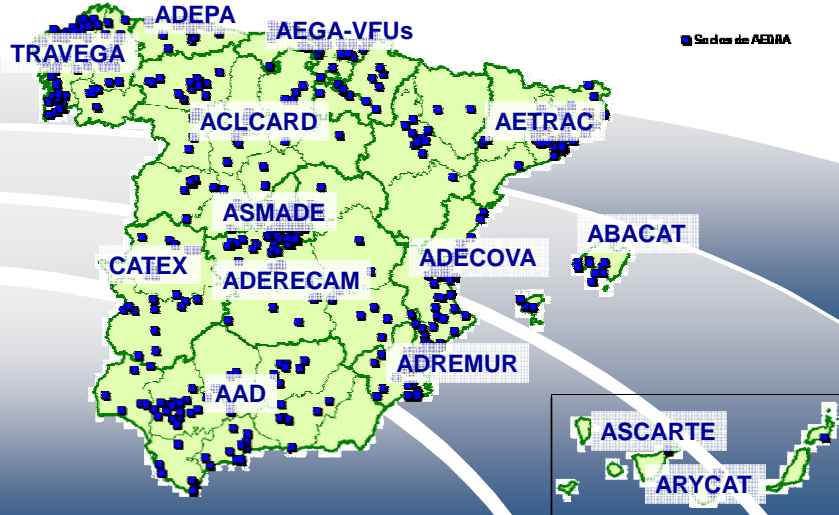 ADEPA
AEGA-VFUs
TRAVEGA
Socios de AEDRA
ACLCARD
AETRAC
ASMADE
ABACAT
CATEX
ADERECAM
ADECOVA
ADREMUR
AAD
ASCARTE
ARYCAT